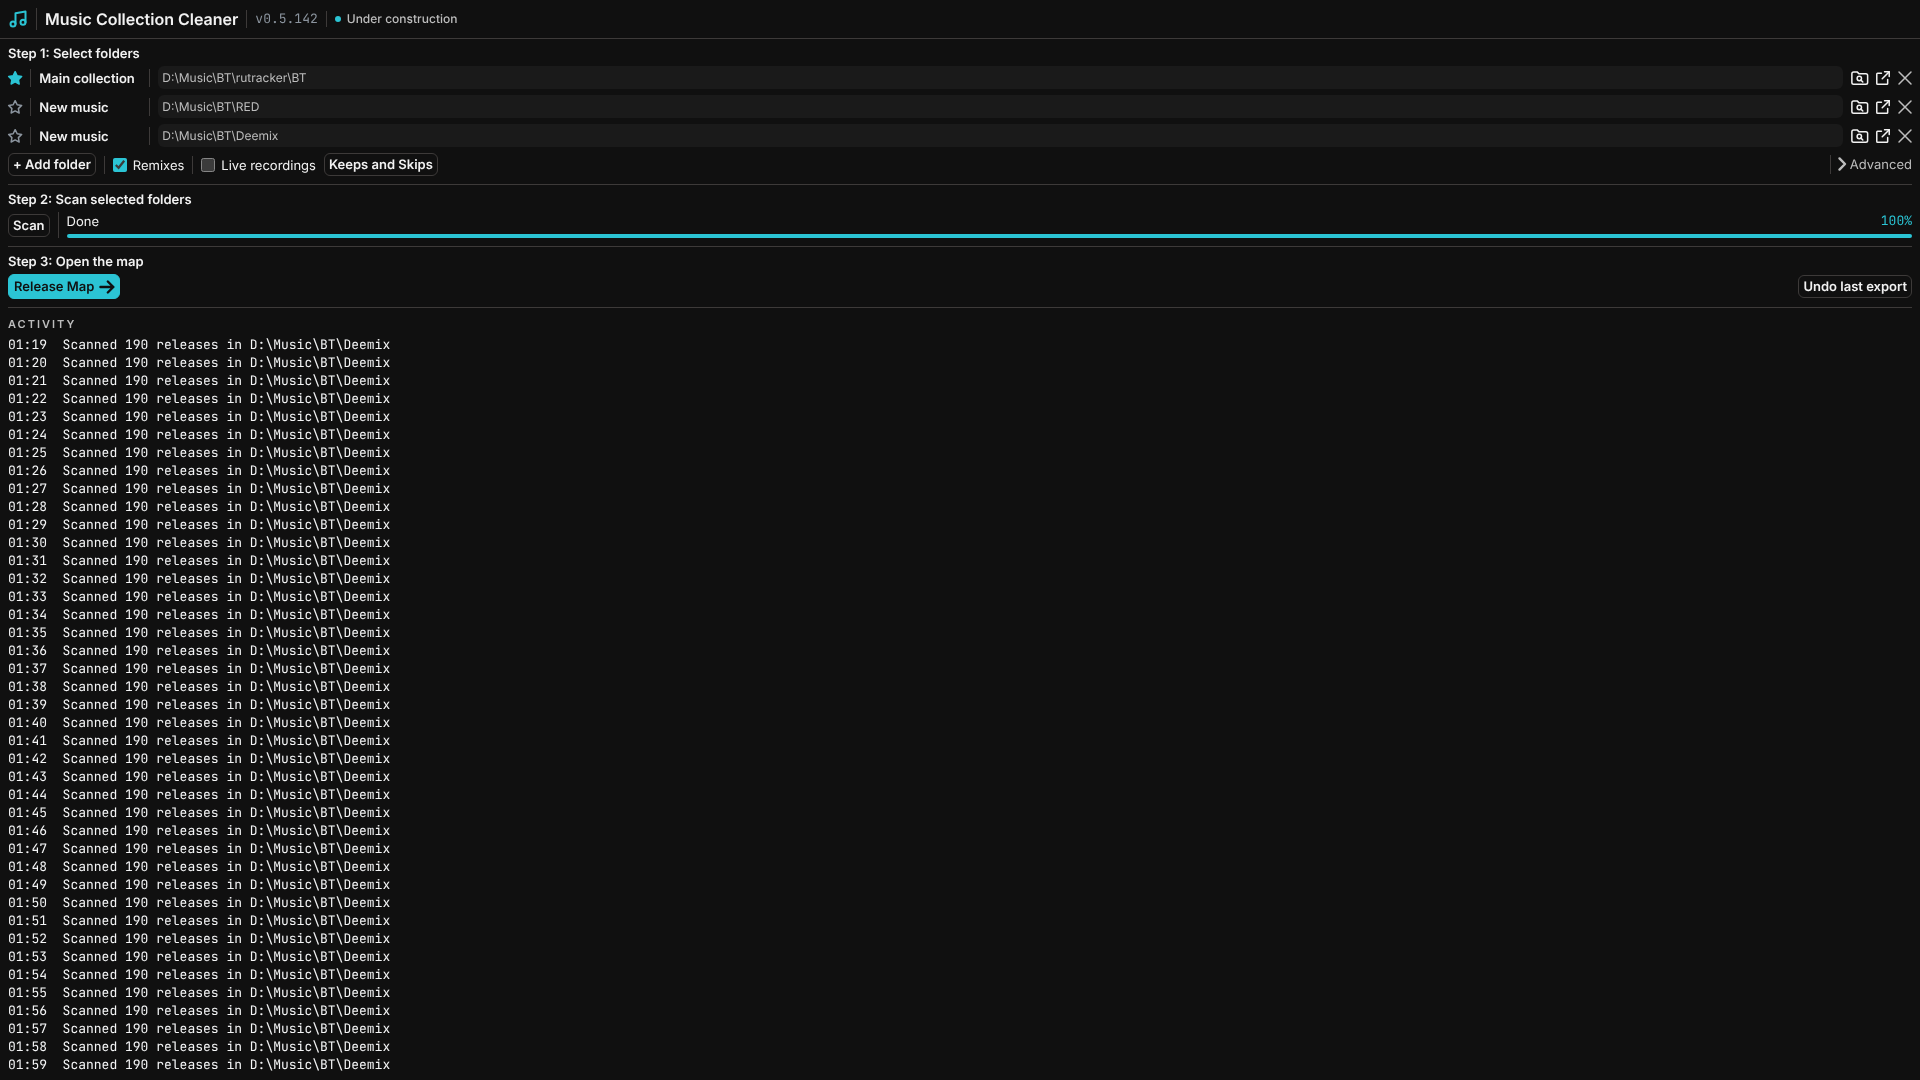 Music Collection Cleaner v0.5.142 Under construction
Step 1: Select folders
Main collection D:\Music\BT\rutracker\BT
New music D:\Music\BT\RED
New music D:\Music\BT\Deemix
+ Add folder Remixes Live recordings Keeps and Skips Advanced
Step 2: Scan selected folders
Scan Done 100%
Step 3: Open the map
Release Map Undo last export
ACTIVITY
01:19 Scanned 190 releases in D:\Music\BT\Deemix
01:20 Scanned 190 releases in D:\Music\BT\Deemix
01:21 Scanned 190 releases in D:\Music\BT\Deemix
01:22 Scanned 190 releases in D:\Music\BT\Deemix
01:23 Scanned 190 releases in D:\Music\BT\Deemix
01:24 Scanned 190 releases in D:\Music\BT\Deemix
01:25 Scanned 190 releases in D:\Music\BT\Deemix
01:26 Scanned 190 releases in D:\Music\BT\Deemix
01:27 Scanned 190 releases in D:\Music\BT\Deemix
01:28 Scanned 190 releases in D:\Music\BT\Deemix
01:29 Scanned 190 releases in D:\Music\BT\Deemix
01:30 Scanned 190 releases in D:\Music\BT\Deemix
01:31 Scanned 190 releases in D:\Music\BT\Deemix
01:32 Scanned 190 releases in D:\Music\BT\Deemix
01:33 Scanned 190 releases in D:\Music\BT\Deemix
01:34 Scanned 190 releases in D:\Music\BT\Deemix
01:35 Scanned 190 releases in D:\Music\BT\Deemix
01:36 Scanned 190 releases in D:\Music\BT\Deemix
01:37 Scanned 190 releases in D:\Music\BT\Deemix
01:38 Scanned 190 releases in D:\Music\BT\Deemix
01:39 Scanned 190 releases in D:\Music\BT\Deemix
01:40 Scanned 190 releases in D:\Music\BT\Deemix
01:41 Scanned 190 releases in D:\Music\BT\Deemix
01:42 Scanned 190 releases in D:\Music\BT\Deemix
01:43 Scanned 190 releases in D:\Music\BT\Deemix
01:44 Scanned 190 releases in D:\Music\BT\Deemix
01:45 Scanned 190 releases in D:\Music\BT\Deemix
01:46 Scanned 190 releases in D:\Music\BT\Deemix
01:47 Scanned 190 releases in D:\Music\BT\Deemix
01:48 Scanned 190 releases in D:\Music\BT\Deemix
01:49 Scanned 190 releases in D:\Music\BT\Deemix
01:50 Scanned 190 releases in D:\Music\BT\Deemix
01:51 Scanned 190 releases in D:\Music\BT\Deemix
01:52 Scanned 190 releases in D:\Music\BT\Deemix
01:53 Scanned 190 releases in D:\Music\BT\Deemix
01:54 Scanned 190 releases in D:\Music\BT\Deemix
01:55 Scanned 190 releases in D:\Music\BT\Deemix
01:56 Scanned 190 releases in D:\Music\BT\Deemix
01:57 Scanned 190 releases in D:\Music\BT\Deemix
01:58 Scanned 190 releases in D:\Music\BT\Deemix
01:59 Scanned 190 releases in D:\Music\BT\Deemix